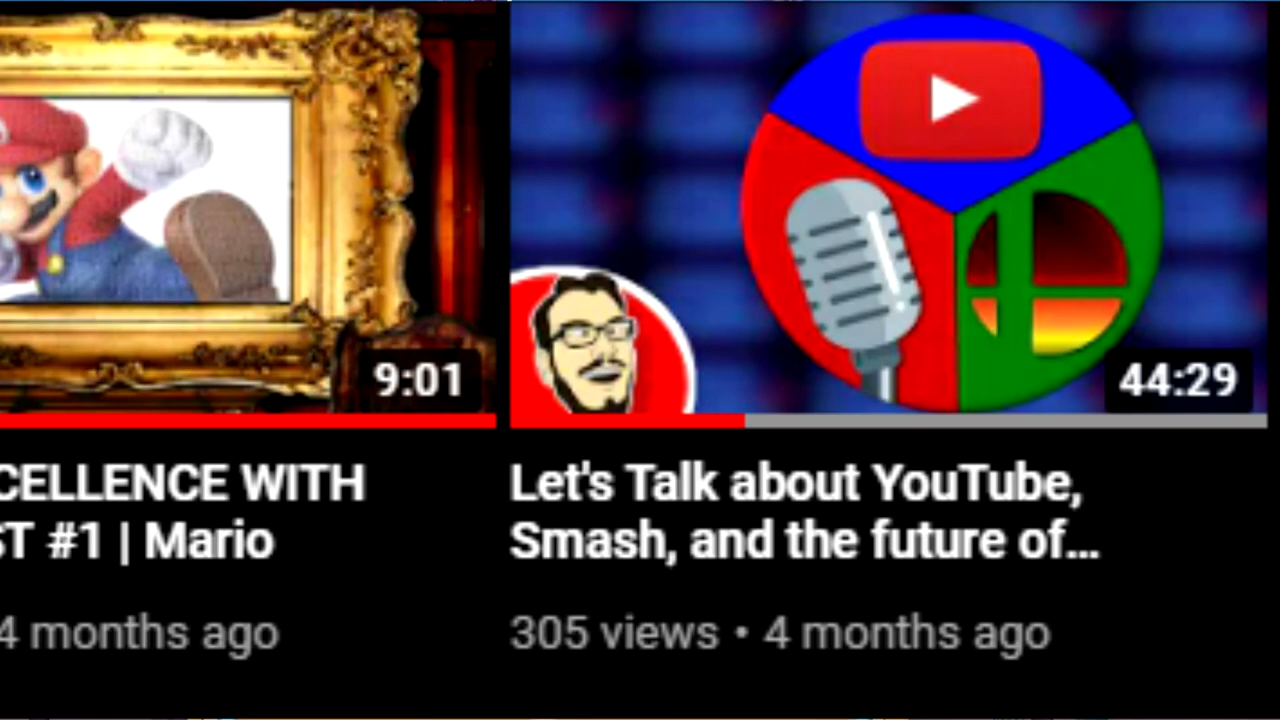 9:01
44:29
CELLENCE WITH
ST #1 | Mario
4 months ago
Let's Talk about YouTube,
Smash, and the future of...
305 views • 4 months ago